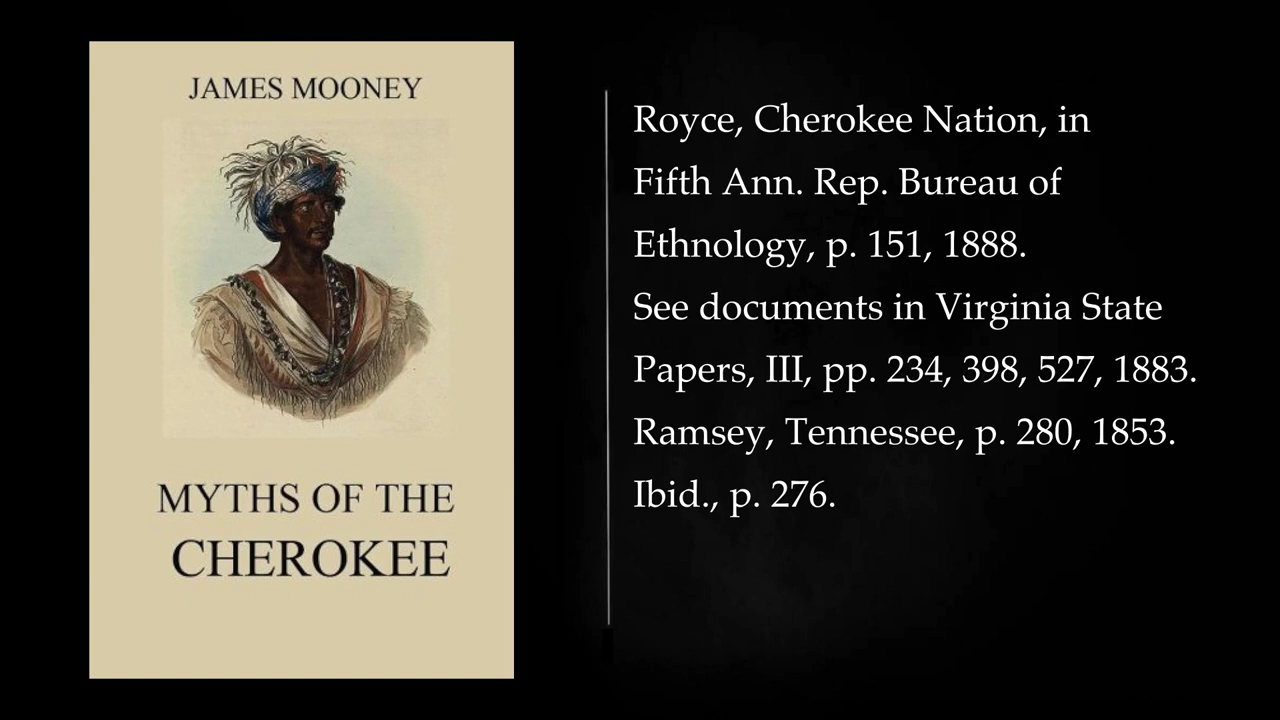 JAMES MOONEY
MYTHS OF THE
CHEROKEE
Royce, Cherokee Nation, in
Fifth Ann. Rep. Bureau of
Ethnology, p. 151, 1888.
See documents in Virginia State
Papers, III, pp. 234, 398, 527, 1883.
Ramsey, Tennessee, p. 280, 1853.
Ibid., p. 276.